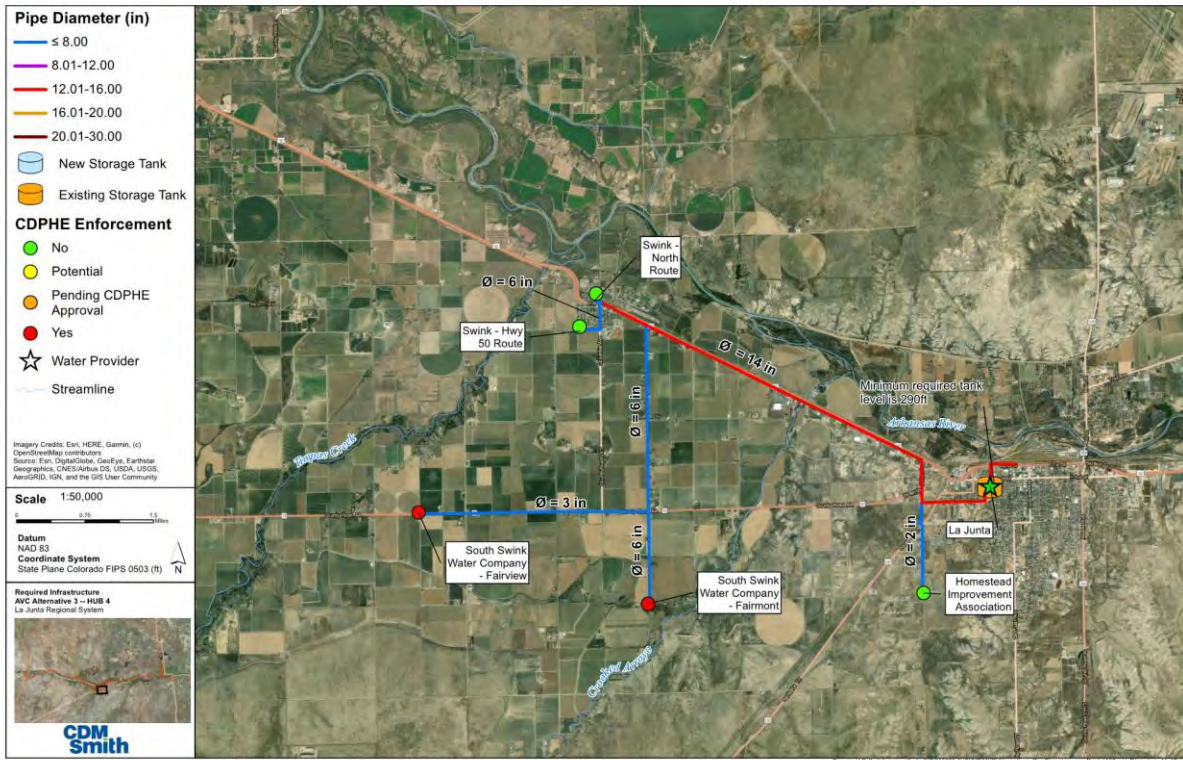 Pipe Diameter (in)
≤ 8.00
8.01-12.00
12.01-16.00
16.01-20.00
20.01-30.00
New Storage Tank
Existing Storage Tank
CDPHE Enforcement
No
Potential
Pending CDPHE
Approval
Yes
Water Provider
Streamline
Imagery Credits: Esri, HERE, Garmin, (c)
OpenStreetMap contributors
Source: Esri, DigitalGlobe, GeoEye, Earthstar
Geographics, CNES/Airbus DS, USDA, USGS,
AeroGRID, IGN, and the GIS User Community
Scale 1:50,000
0 0.75 1.5
Miles
Datum
NAD 83
Coordinate System
State Plane Colorado FIPS 0503 (ft)
N
Required Infrastructure
AVC Alternative 3 -- HUB 4
La Junta Regional System
CDM
Smith
Swink -
North
Route
Ø = 6 in
Swink - Hwy
50 Route
Ø = 14 in
Minimum required tank
level is 290ft
Arkansas River
Ø = 6 in
Timpas Creek
Ø = 3 in
Ø = 6 in
Ø = 2 in
La Junta
South Swink
Water Company
- Fairview
South Swink
Water Company
- Fairmont
Homestead
Improvement
Association
Crooked Arroyo